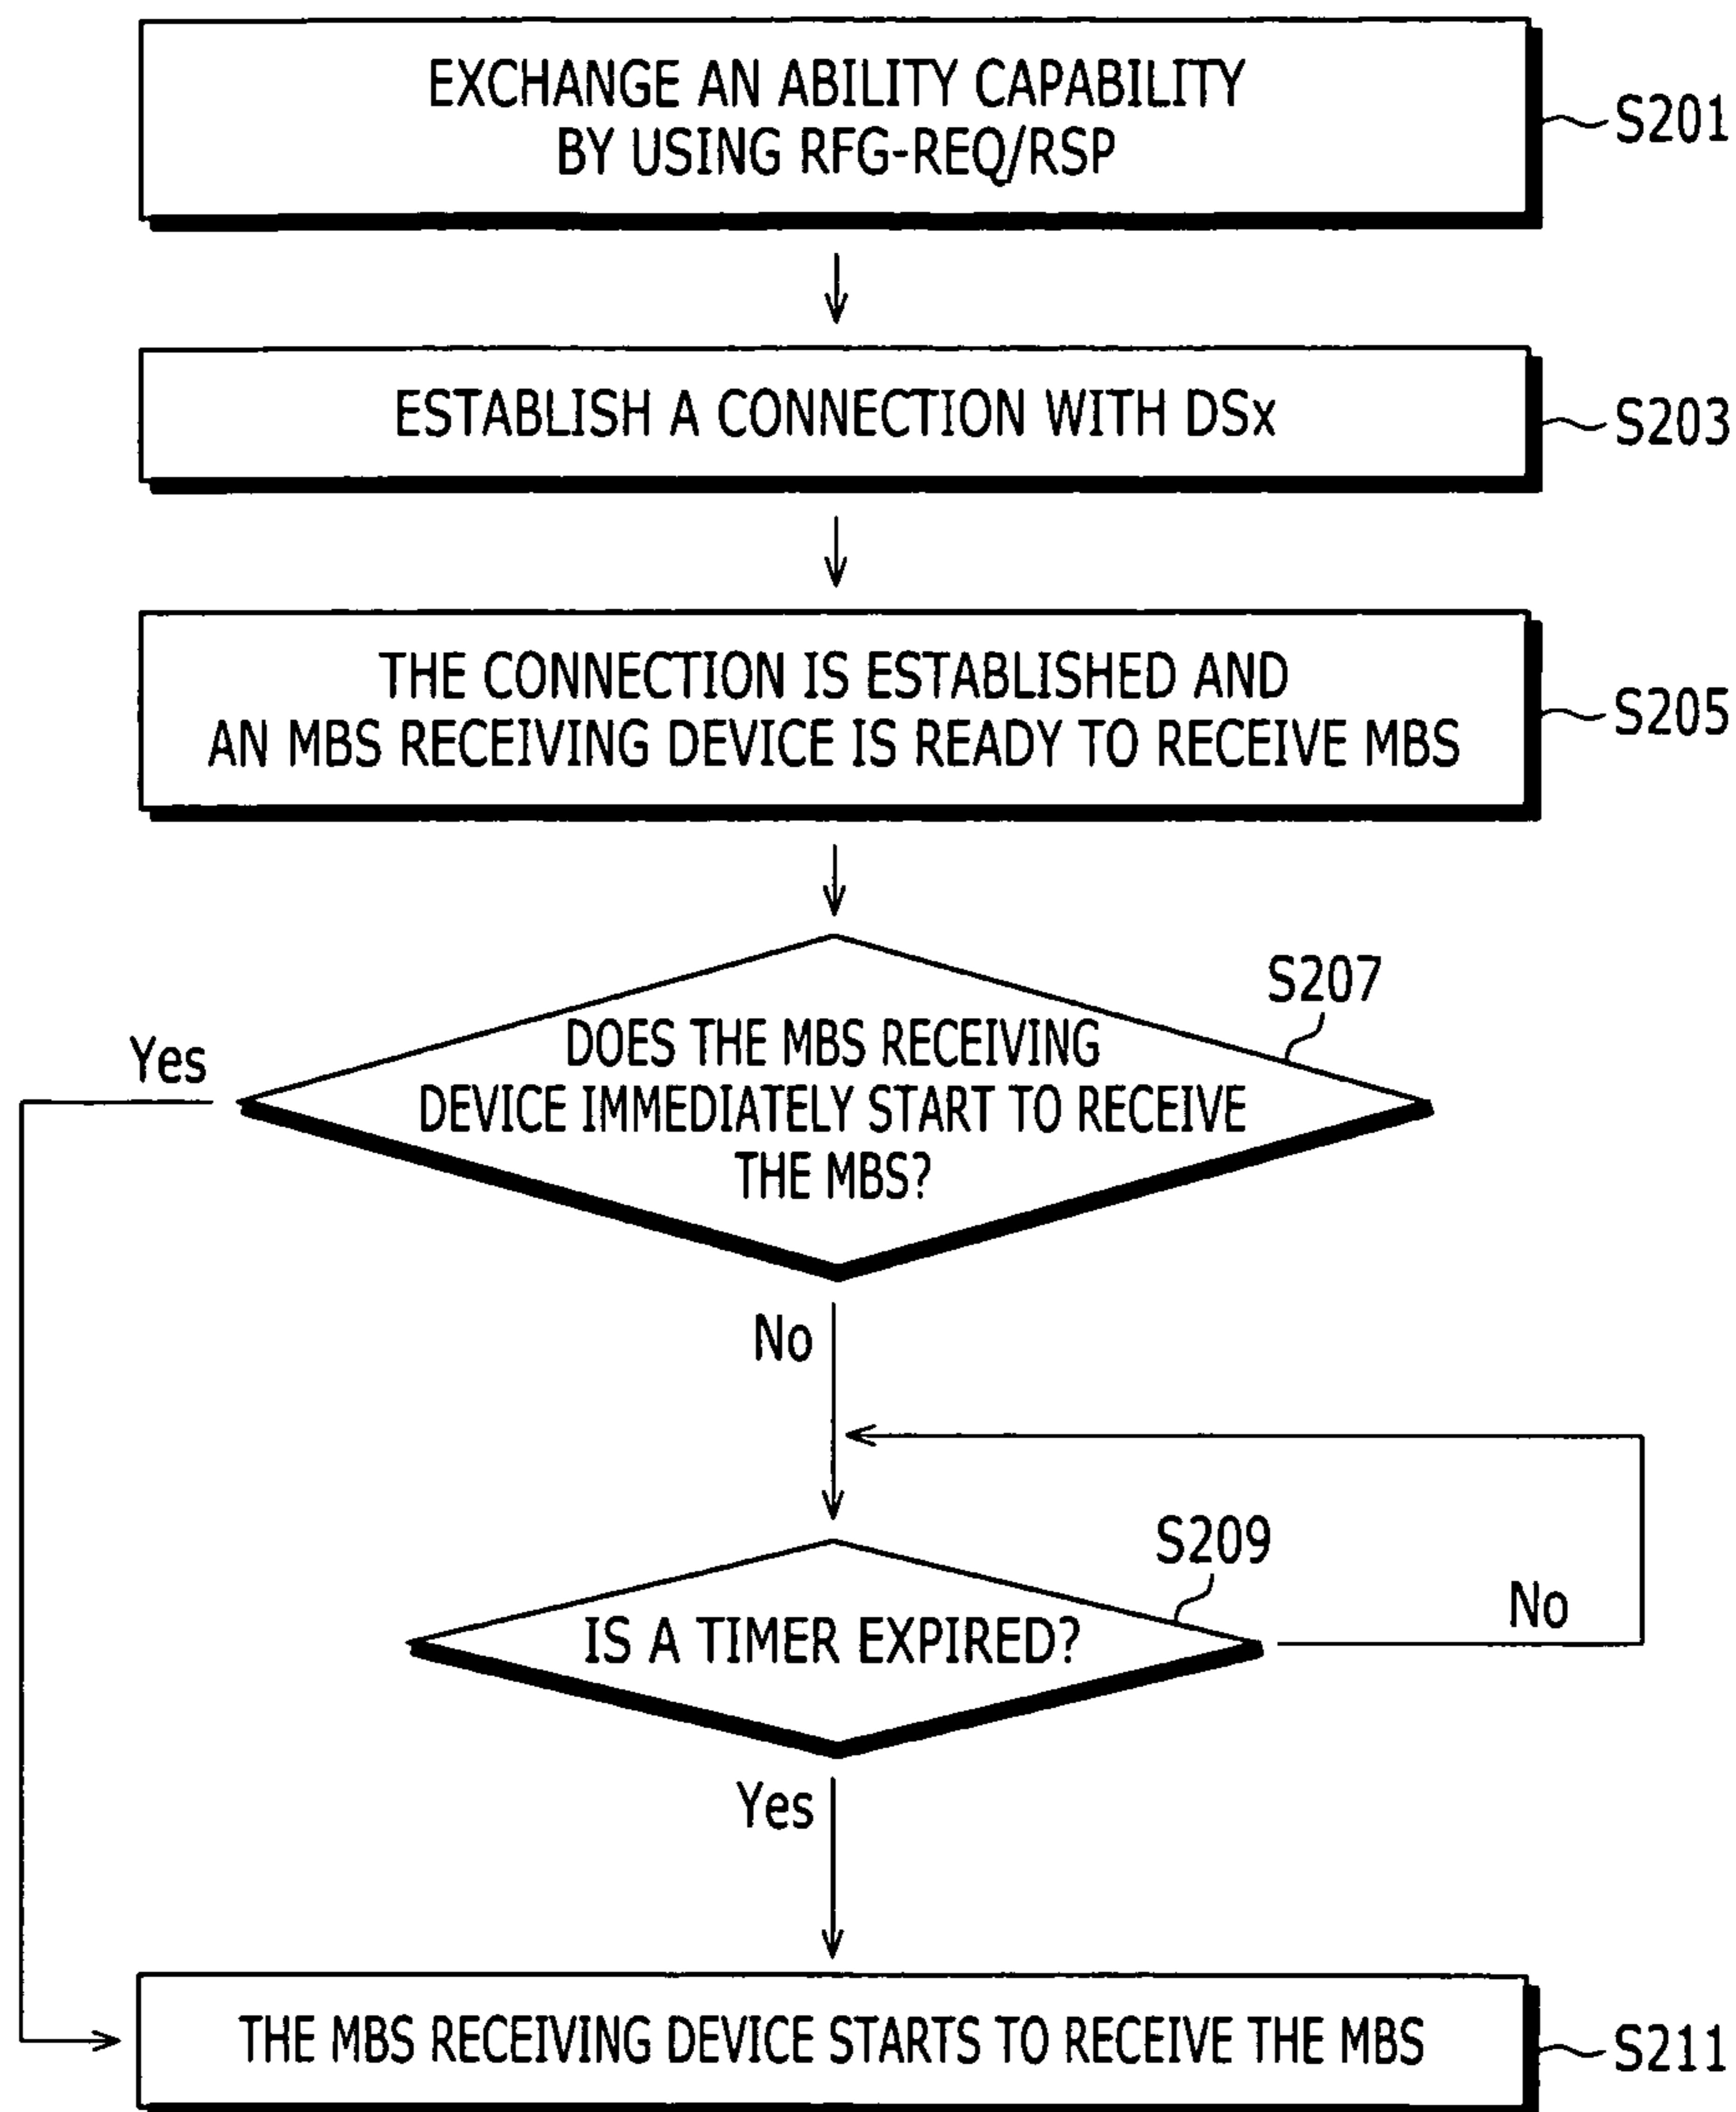 EXCHANGE AN ABILITY CAPABILITY
BY USING RFG-REQ/RSP
S201
ESTABLISH A CONNECTION WITH DSx
S203
THE CONNECTION IS ESTABLISHED AND
AN MBS RECEIVING DEVICE IS READY TO RECEIVE MBS
S205
S207
Yes
DOES THE MBS RECEIVING
DEVICE IMMEDIATELY START TO RECEIVE
THE MBS?
No
S209
IS A TIMER EXPIRED?
No
Yes
THE MBS RECEIVING DEVICE STARTS TO RECEIVE THE MBS
S211